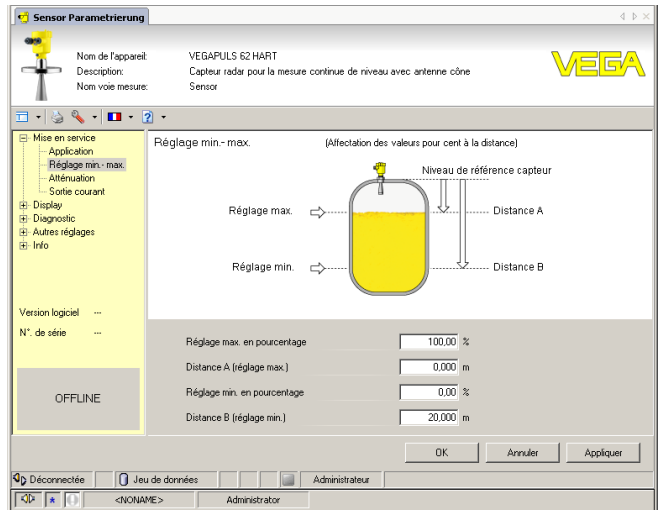 Sensor Parametrierung
Nom de l'appareil: VEGAPULS 62 HART
Description: Capteur radar pour la mesure continue de niveau avec antenne cône
Nom voie mesure: Sensor
VEGA
Mise en service
Application
Réglage min.- max.
Atténuation
Sortie courant
Display
Diagnostic
Autres réglages
Info
Version logiciel ---
N°. de série ---
OFFLINE
Réglage min.- max. (Affectation des valeurs pour cent à la distance)
Niveau de référence capteur
Réglage max. Distance A
Réglage min. Distance B
Réglage max. en pourcentage 100,00 %
Distance A (réglage max.) 0,000 m
Réglage min. en pourcentage 0,00 %
Distance B (réglage min.) 20,000 m
OK Annuler Appliquer
Déconnectée Jeu de données Administrateur
<NONAME> Administrator